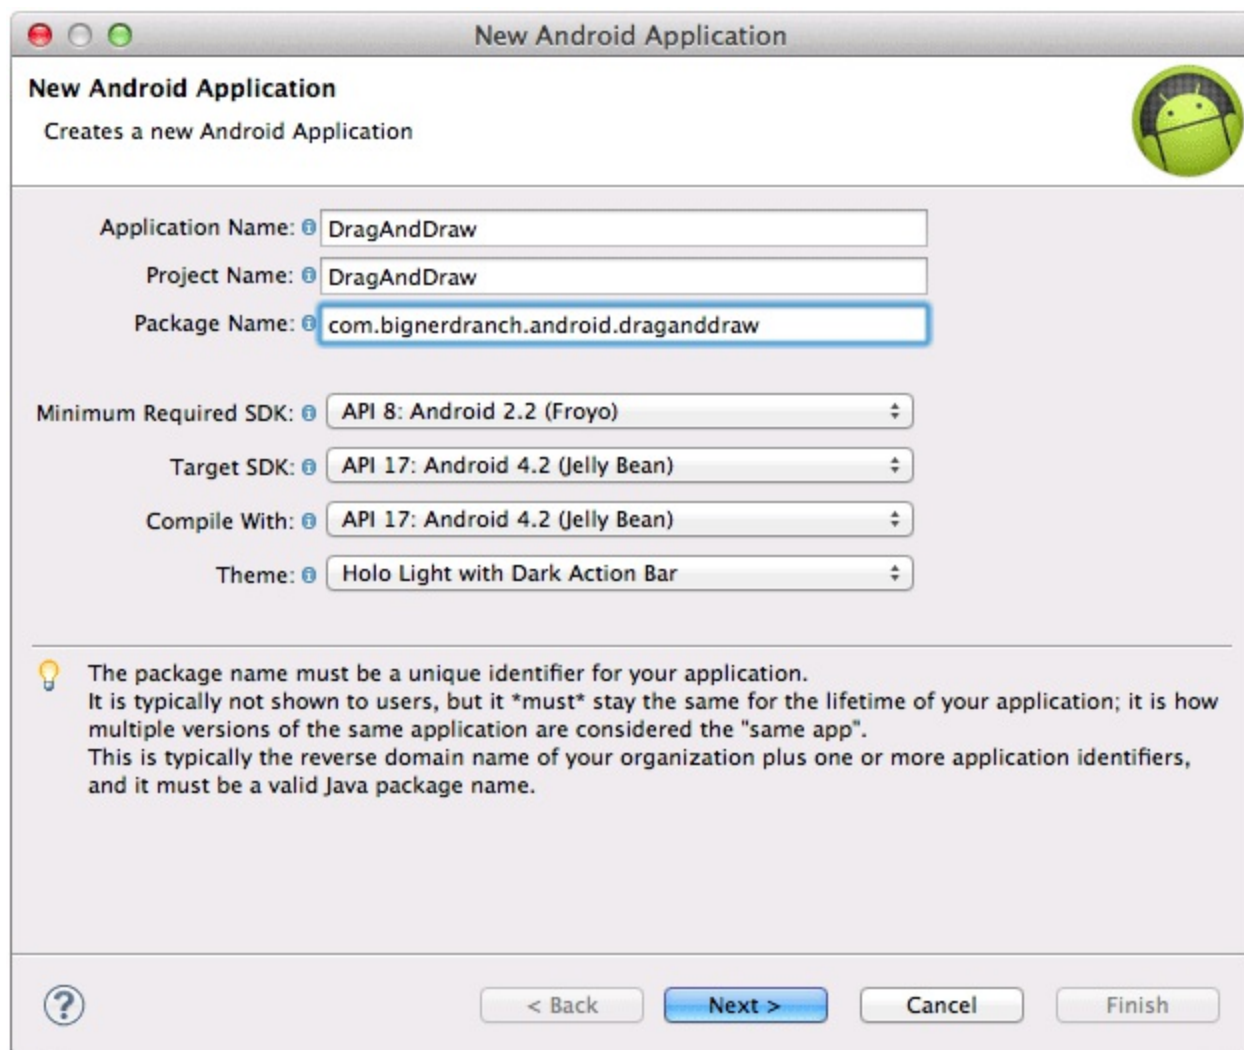 New Android Application
New Android Application
Creates a new Android Application
Application Name: DragAndDraw
Project Name: DragAndDraw
Package Name: com.bignerdranch.android.draganddraw
Minimum Required SDK: API 8: Android 2.2 (Froyo)
Target SDK: API 17: Android 4.2 (Jelly Bean)
Compile With: API 17: Android 4.2 (Jelly Bean)
Theme: Holo Light with Dark Action Bar
The package name must be a unique identifier for your application.
It is typically not shown to users, but it *must* stay the same for the lifetime of your application; it is how
multiple versions of the same application are considered the "same app".
This is typically the reverse domain name of your organization plus one or more application identifiers,
and it must be a valid Java package name.
? < Back Next > Cancel Finish